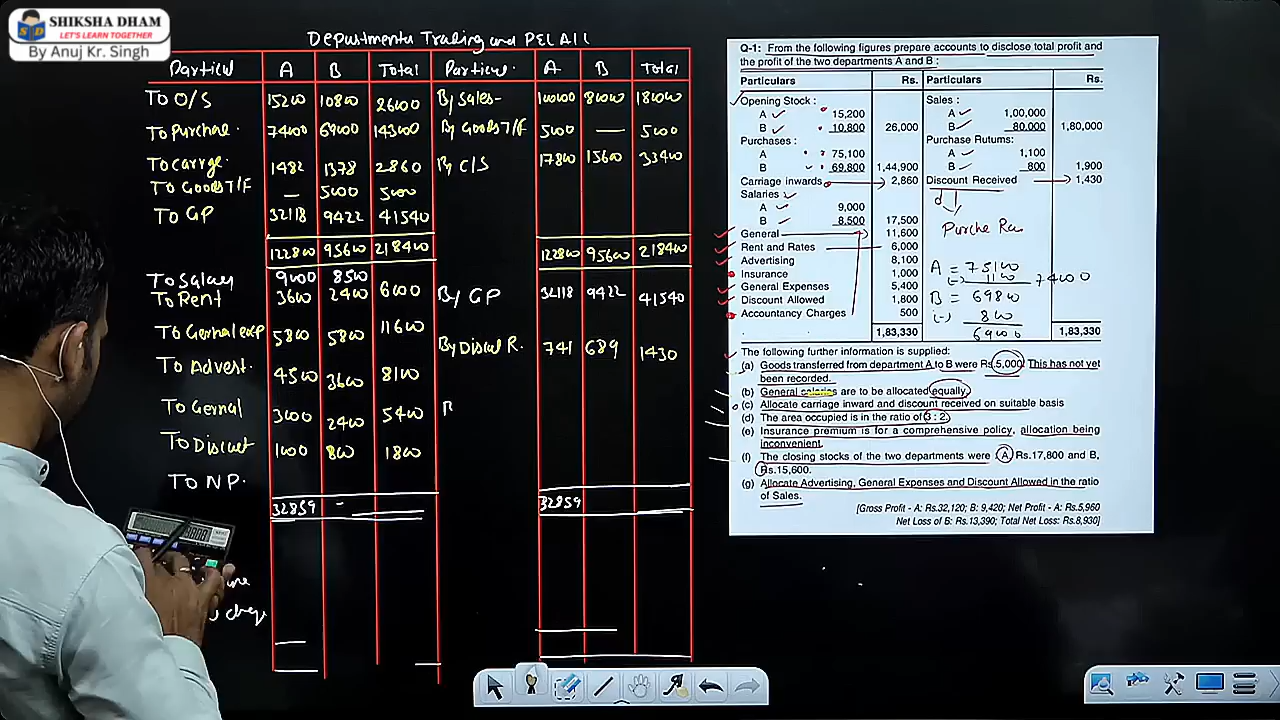 SHIKSHA DHAM
LET'S LEARN TOGETHER
By Anuj Kr. Singh
Departmenta Trading and P&L A/c
Particul A B Total Particular. A B Total
To O/S 15200 10800 26000 By Sales- 100000 80000 180000
To purchae. 74000 69000 143000 By Goods T/F 5000 — 5000
To carrge. 1482 1378 2860 By C/S 17800 15600 33400
To Goods T/F — 5000 5000
To GP 32118 9422 41540
122800 95600 218400 122800 95600 218400
To Salary 9000 8500
To Rent 3600 2400 6000 By GP 32118 9422 41540
To Gernal exp 5800 5800 11600 By Discul R. 741 689 1430
To Advest. 4500 3600 8100
To Gernal 3000 2400 5400
To Discut 1000 800 1800
To NP.
32859 - 32859
Q-1: From the following figures prepare accounts to disclose total profit and
the profit of the two departments A and B :
Particulars Rs. Particulars Rs.
Opening Stock : Sales :
A 15,200 A 1,00,000
B 10,800 26,000 B 80,000 1,80,000
Purchases : Purchase Ruturns:
A 75,100 A 1,100
B 69,800 1,44,900 B 800 1,900
Carriage inwards 2,860 Discount Received 1,430
Salaries
A 9,000
B 8,500 17,500
General 11,600
Rent and Rates 6,000
Advertising 8,100
Insurance 1,000
General Expenses 5,400
Discount Allowed 1,800
Accountancy Charges 500
1,83,330 1,83,330
A = 75100
(-) 1100 74000
B = 69800
(-) 800
69000
The following further information is supplied:
(a) Goods transferred from department A to B were Rs.5,000. This has not yet
been recorded.
(b) General salaries are to be allocated equally.
(c) Allocate carriage inward and discount received on suitable basis
(d) The area occupied is in the ratio of 3 : 2.
(e) Insurance premium is for a comprehensive policy, allocation being
inconvenient.
(f) The closing stocks of the two departments were : A Rs.17,800 and B,
Rs.15,600.
(g) Allocate Advertising, General Expenses and Discount Allowed in the ratio
of Sales.
[Gross Profit - A: Rs.32,120; B: 9,420; Net Profit - A: Rs.5,960
Net Loss of B: Rs.13,390; Total Net Loss: Rs.8,930]